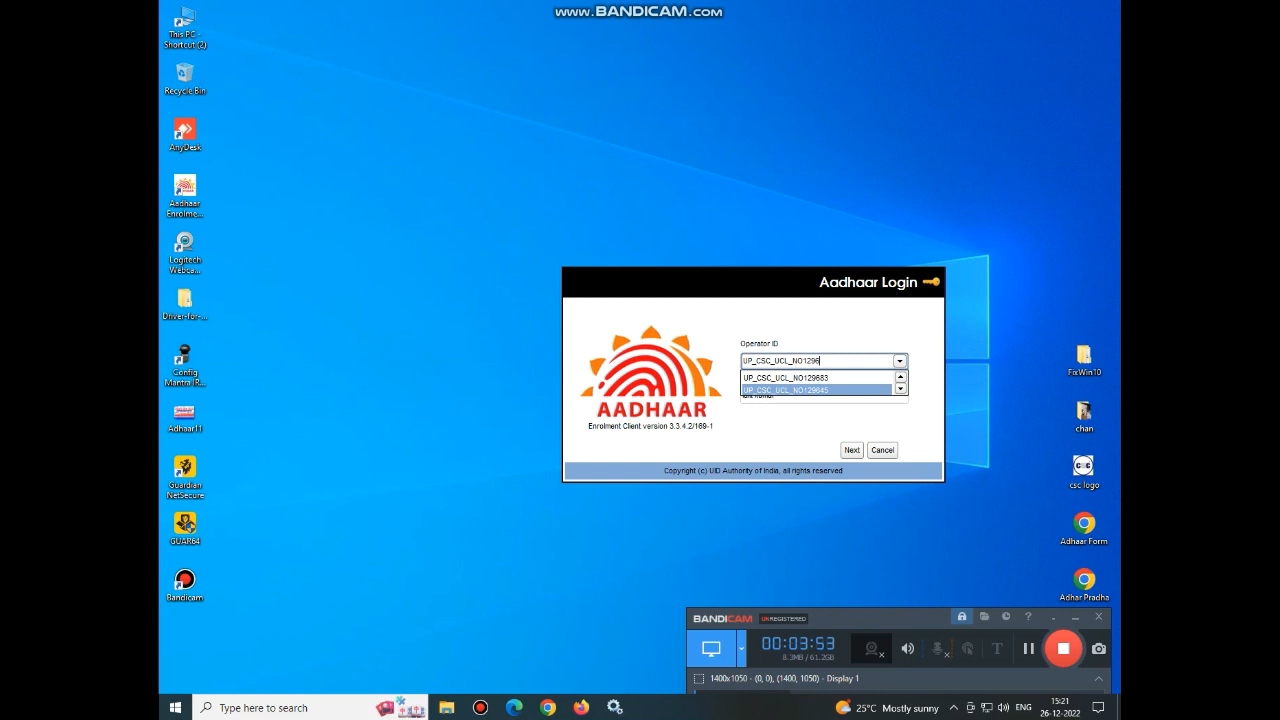 www.BANDICAM.com
This PC -
Shortcut (2)
Recycle Bin
AnyDesk
Aadhaar
Enrolme...
Logitech
Webca...
Driver-for-...
Config
Mantra IR...
Adhaar11
Guardian
NetSecure
GUAR64
Bandicam
Aadhaar Login
Operator ID
UP_CSC_UCL_NO1296
UP_CSC_UCL_NO129683
UP_CSC_UCL_NO129645
AADHAAR
Enrolment Client version 3.3.4.2/169-1
Next
Cancel
Copyright (c) UID Authority of India, all rights reserved
FixWin10
chan
CSC
csc-logo
Adhaar Form
Adhar Pradha
BANDICAM
UNREGISTERED
00:03:53
8.3MB / 61.2GB
1400x1050 - (0, 0), (1400, 1050) - Display 1
Type here to search
25°C Mostly sunny
ENG
15:21
26-12-2022